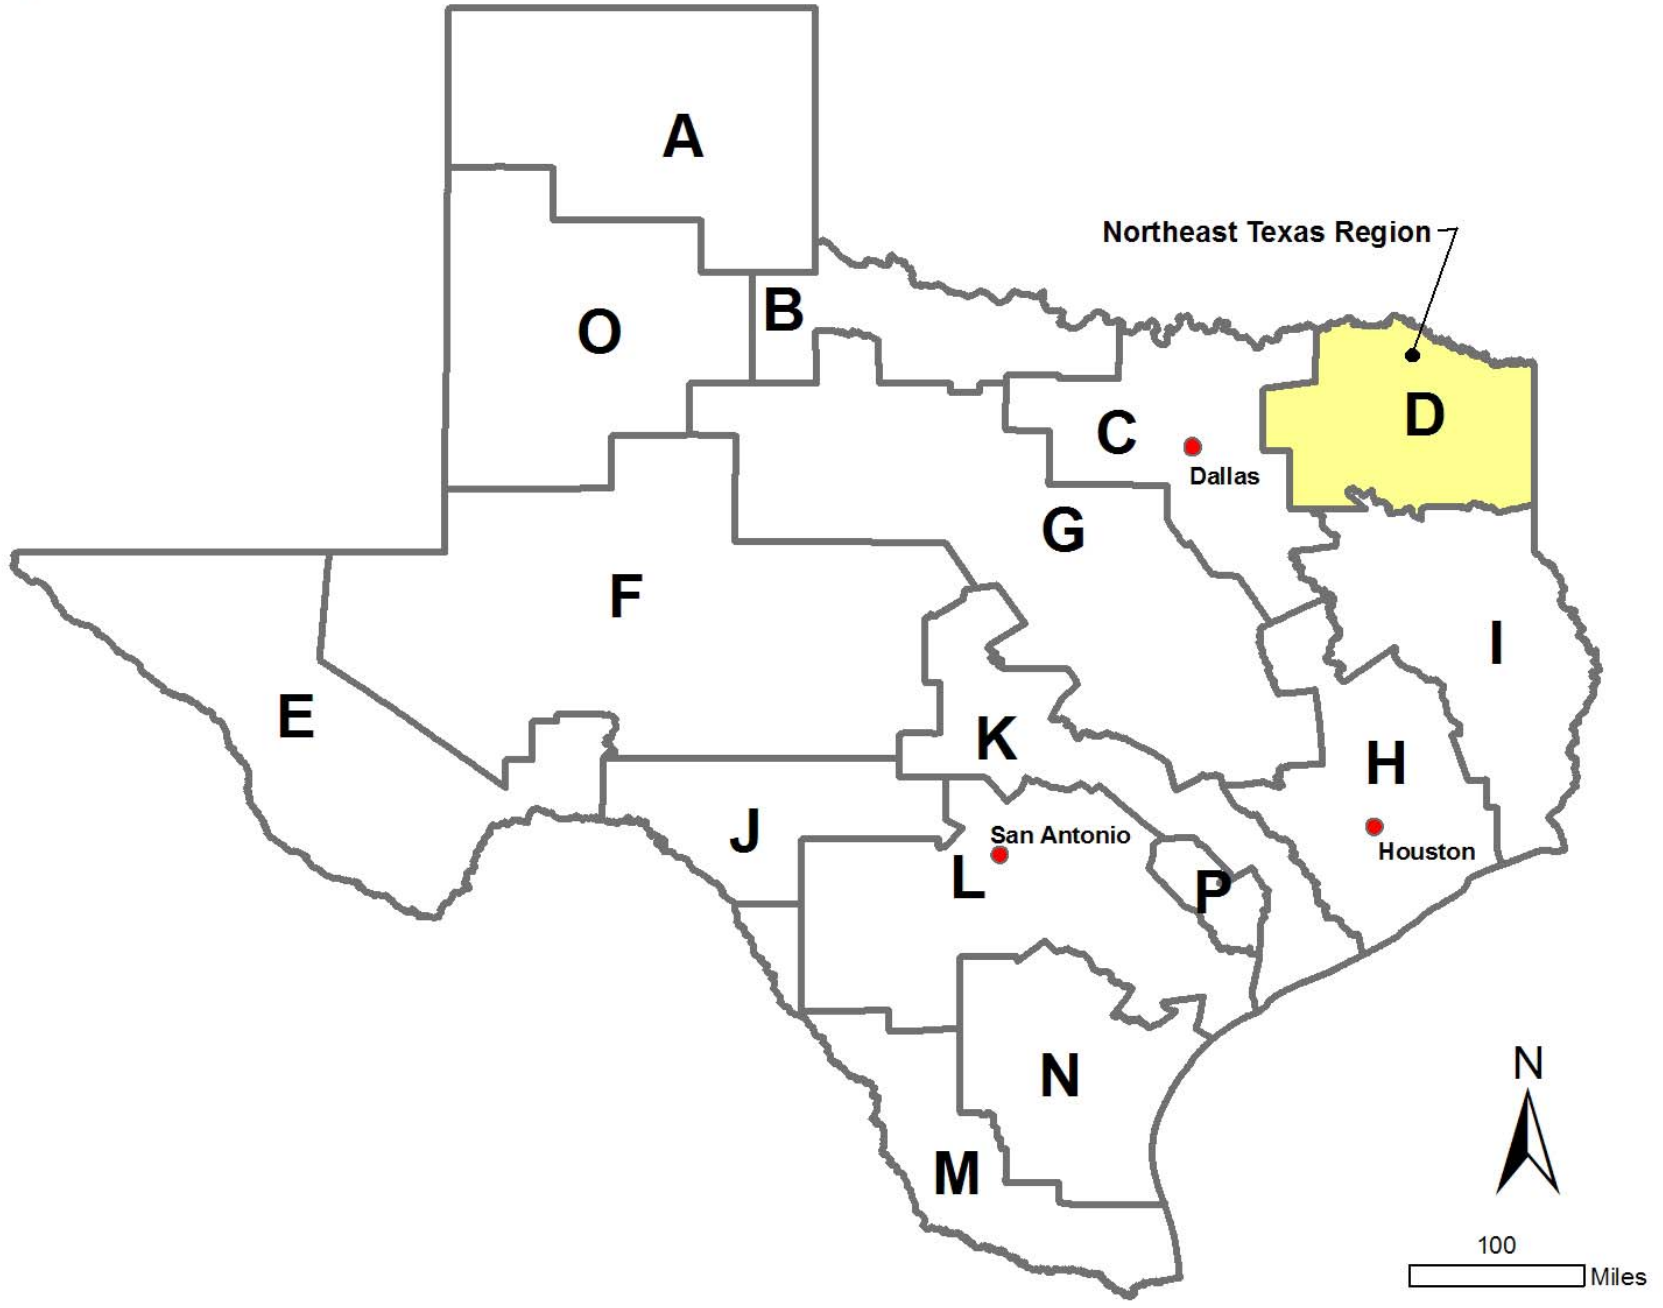 A
Northeast Texas Region
B
O
C
D
Dallas
G
F
I
E
K
H
J
San Antonio
Houston
L
P
N
N
M
100
Miles